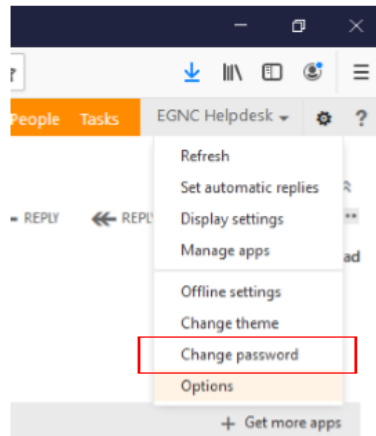 People Tasks EGNC Helpdesk ?
Refresh
Set automatic replies
REPLY REPL Display settings
Manage apps ad
Offline settings
Change theme
Change password
Options
+ Get more apps